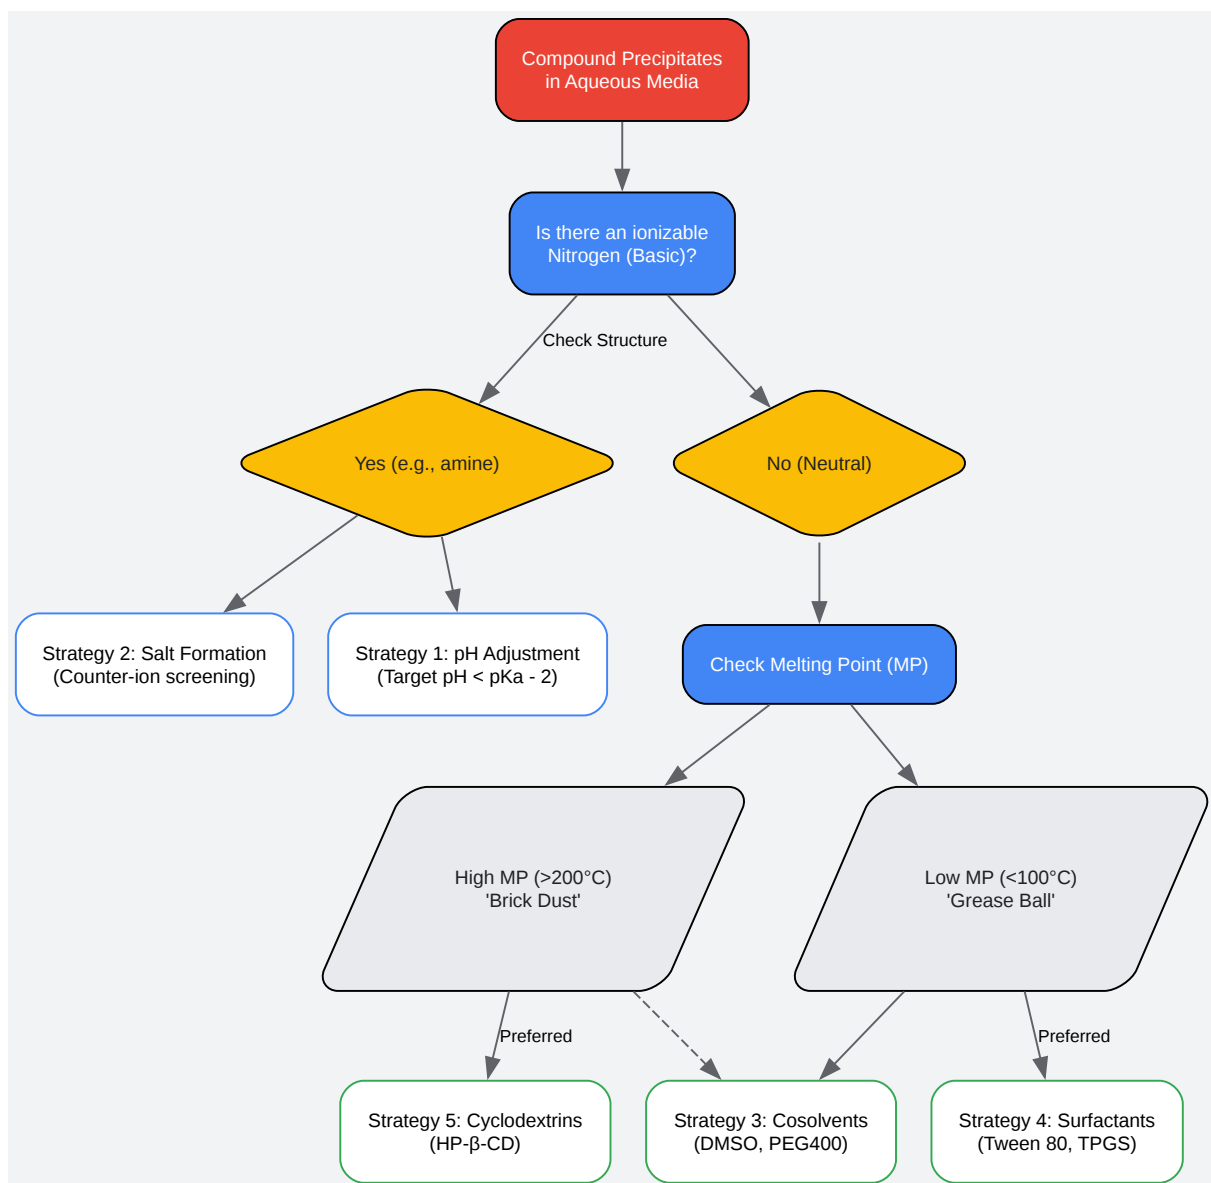 Compound Precipitates
in Aqueous Media
Is there an ionizable
Nitrogen (Basic)?
Check Structure
Yes (e.g., amine)
No (Neutral)
Strategy 2: Salt Formation
(Counter-ion screening)
Strategy 1: pH Adjustment
(Target pH < pKa - 2)
Check Melting Point (MP)
High MP (>200°C)
'Brick Dust'
Low MP (<100°C)
'Grease Ball'
Preferred
Preferred
Strategy 5: Cyclodextrins
(HP-β-CD)
Strategy 3: Cosolvents
(DMSO, PEG400)
Strategy 4: Surfactants
(Tween 80, TPGS)